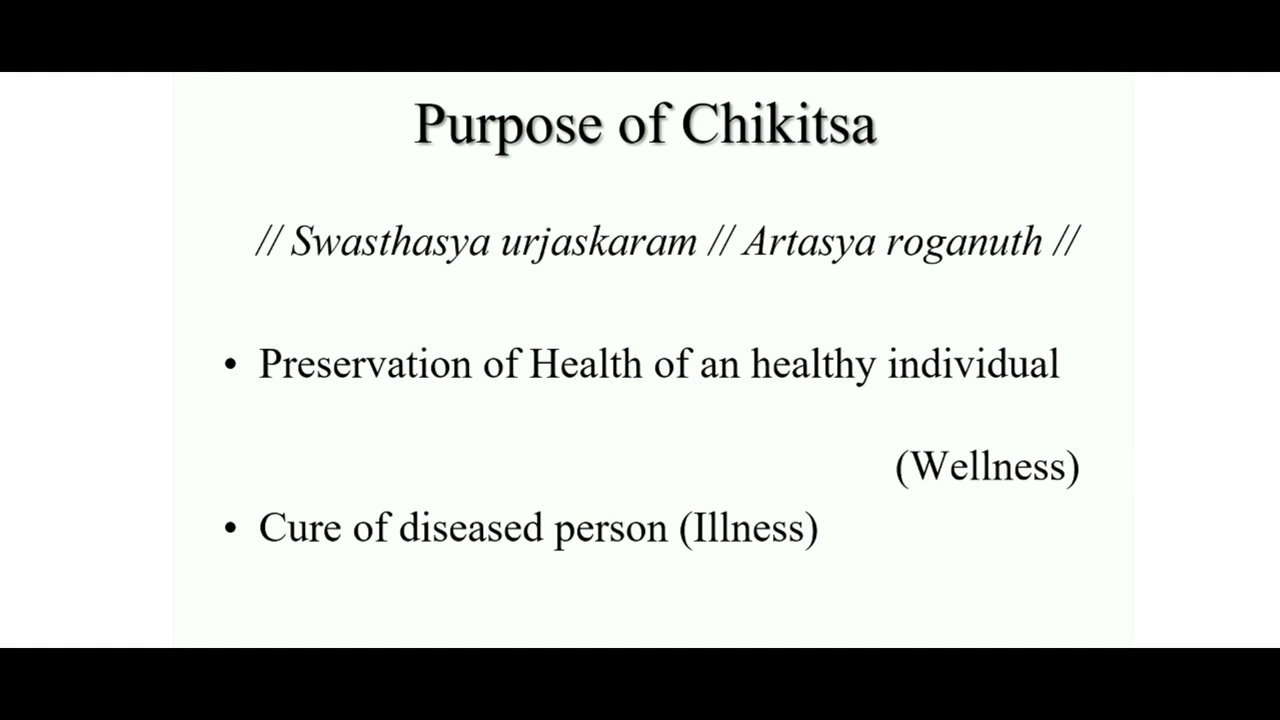 Purpose of Chikitsa
// Swasthasya urjaskaram // Artasya roganuth //
• Preservation of Health of an healthy individual
(Wellness)
• Cure of diseased person (Illness)